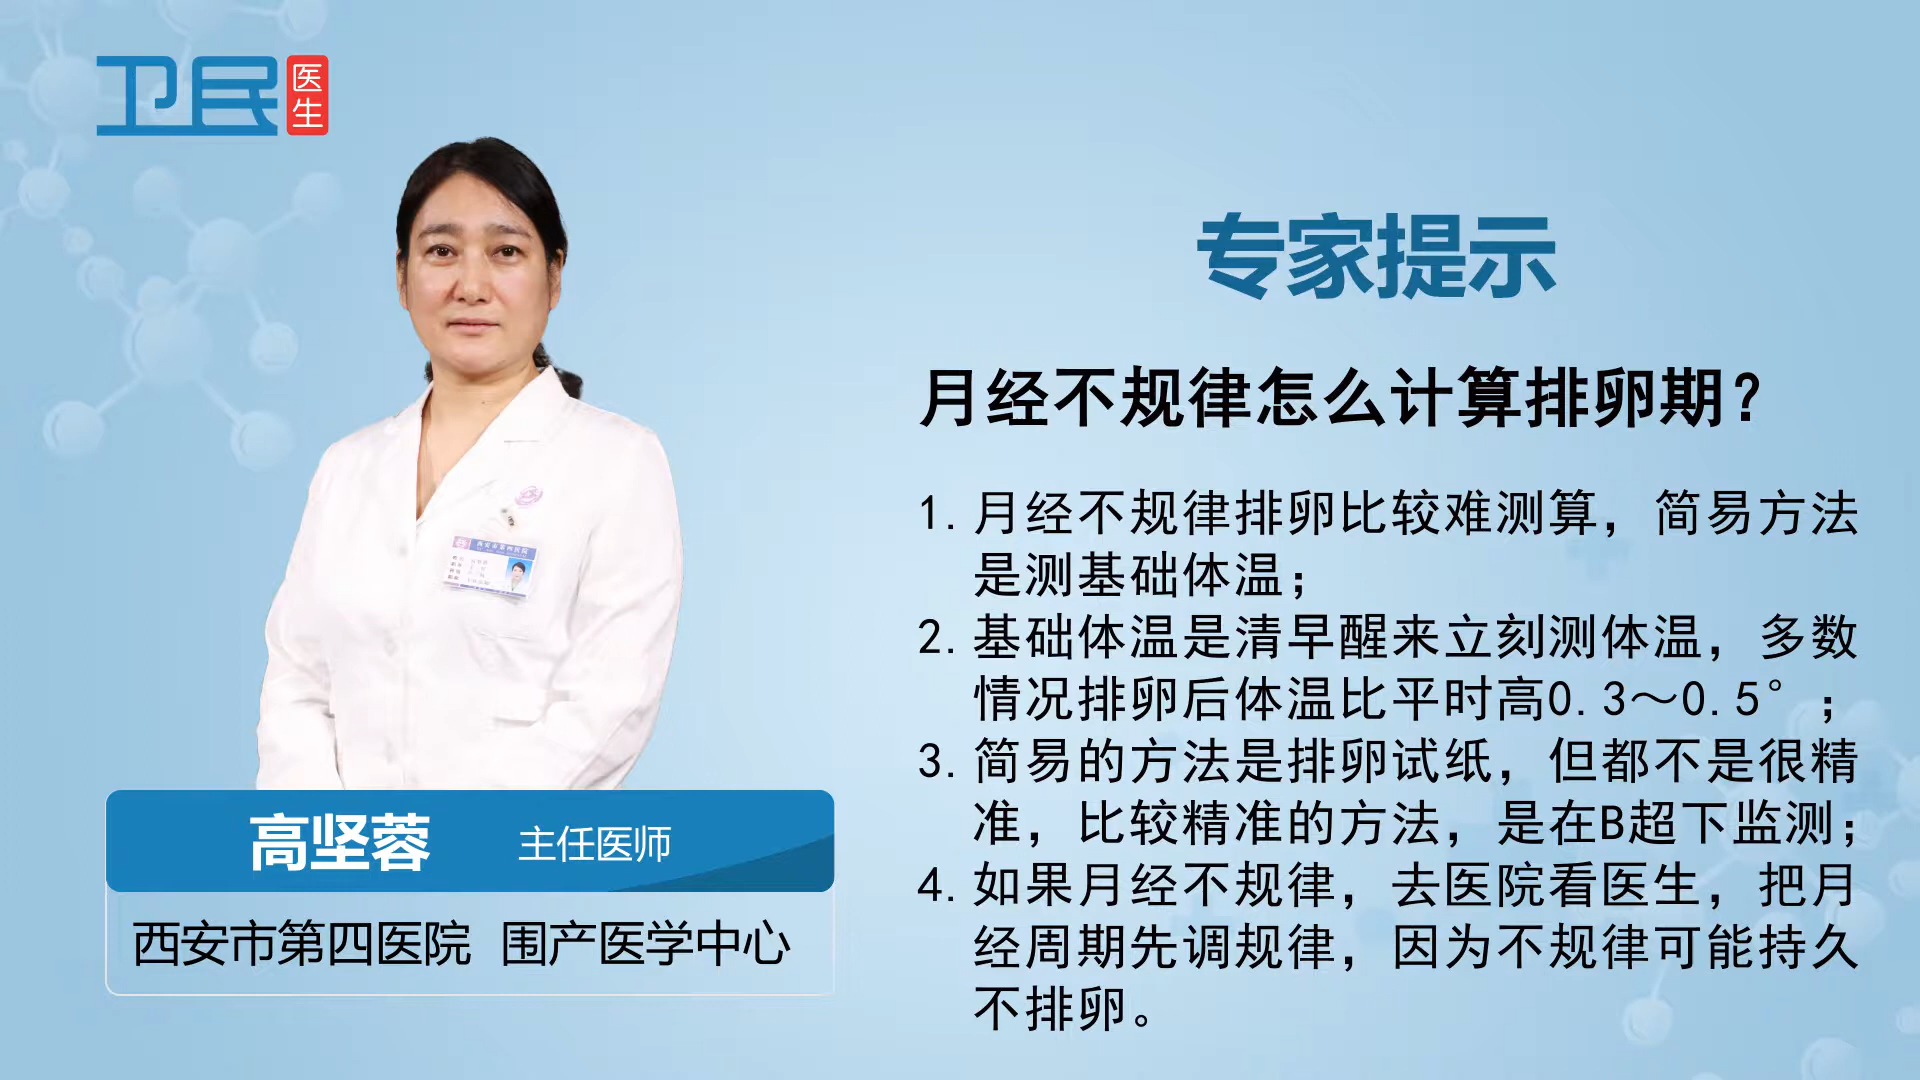 卫民 医生
专家提示
月经不规律怎么计算排卵期？
1. 月经不规律排卵比较难测算，简易方法
是测基础体温；
2. 基础体温是清早醒来立刻测体温，多数
情况排卵后体温比平时高0.3～0.5°；
3. 简易的方法是排卵试纸，但都不是很精
准，比较精准的方法，是在B超下监测；
4. 如果月经不规律，去医院看医生，把月
经周期先调规律，因为不规律可能持久
不排卵。
西安市第四医院
高坚蓉 主任医师
西安市第四医院 围产医学中心